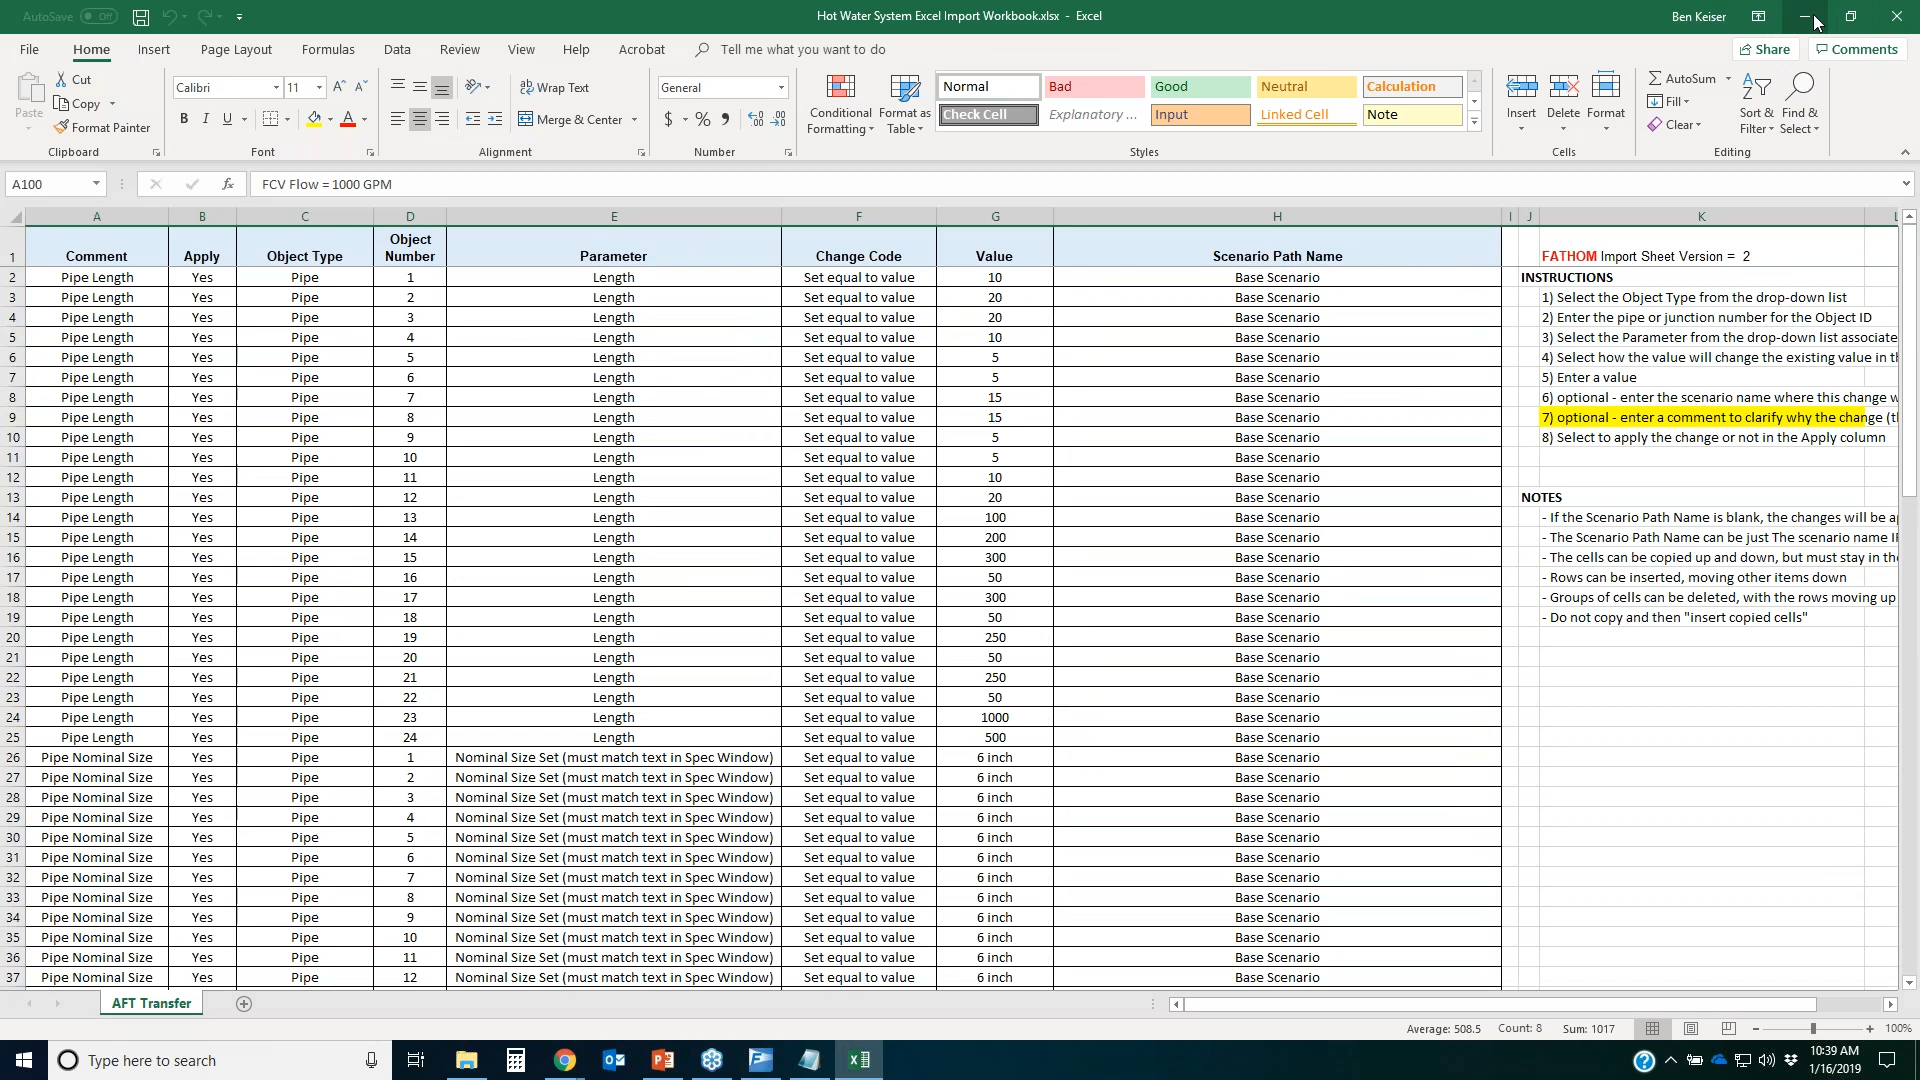 AutoSave Off
Hot Water System Excel Import Workbook.xlsx - Excel
Ben Keiser
File Home Insert Page Layout Formulas Data Review View Help Acrobat Tell me what you want to do Share Comments
Paste
Cut
Copy
Format Painter
Clipboard
Calibri 11
B I U
Font
Wrap Text
Merge & Center
Alignment
General
$ % ,
Number
Conditional Formatting
Format as Table
Normal Bad Good Neutral Calculation
Check Cell Explanatory ... Input Linked Cell Note
Styles
Insert Delete Format
Cells
AutoSum
Fill
Clear
Sort & Filter
Find & Select
Editing
A100 fx FCV Flow = 1000 GPM
A B C D E F G H I J K L
1 Comment Apply Object Type Object Number Parameter Change Code Value Scenario Path Name FATHOM Import Sheet Version = 2
2 Pipe Length Yes Pipe 1 Length Set equal to value 10 Base Scenario INSTRUCTIONS
3 Pipe Length Yes Pipe 2 Length Set equal to value 20 Base Scenario 1) Select the Object Type from the drop-down list
4 Pipe Length Yes Pipe 3 Length Set equal to value 20 Base Scenario 2) Enter the pipe or junction number for the Object ID
5 Pipe Length Yes Pipe 4 Length Set equal to value 10 Base Scenario 3) Select the Parameter from the drop-down list associate
6 Pipe Length Yes Pipe 5 Length Set equal to value 5 Base Scenario 4) Select how the value will change the existing value in
7 Pipe Length Yes Pipe 6 Length Set equal to value 5 Base Scenario 5) Enter a value
8 Pipe Length Yes Pipe 7 Length Set equal to value 15 Base Scenario 6) optional - enter the scenario name where this change
9 Pipe Length Yes Pipe 8 Length Set equal to value 15 Base Scenario 7) optional - enter a comment to clarify why the change
10 Pipe Length Yes Pipe 9 Length Set equal to value 5 Base Scenario 8) Select to apply the change or not in the Apply column
11 Pipe Length Yes Pipe 10 Length Set equal to value 5 Base Scenario
12 Pipe Length Yes Pipe 11 Length Set equal to value 10 Base Scenario
13 Pipe Length Yes Pipe 12 Length Set equal to value 20 Base Scenario NOTES
14 Pipe Length Yes Pipe 13 Length Set equal to value 100 Base Scenario - If the Scenario Path Name is blank, the changes will be
15 Pipe Length Yes Pipe 14 Length Set equal to value 200 Base Scenario - The Scenario Path Name can be just The scenario name
16 Pipe Length Yes Pipe 15 Length Set equal to value 300 Base Scenario - The cells can be copied up and down, but must stay in
17 Pipe Length Yes Pipe 16 Length Set equal to value 50 Base Scenario - Rows can be inserted, moving other items down
18 Pipe Length Yes Pipe 17 Length Set equal to value 300 Base Scenario - Groups of cells can be deleted, with the rows moving up
19 Pipe Length Yes Pipe 18 Length Set equal to value 50 Base Scenario - Do not copy and then "insert copied cells"
20 Pipe Length Yes Pipe 19 Length Set equal to value 250 Base Scenario
21 Pipe Length Yes Pipe 20 Length Set equal to value 50 Base Scenario
22 Pipe Length Yes Pipe 21 Length Set equal to value 250 Base Scenario
23 Pipe Length Yes Pipe 22 Length Set equal to value 50 Base Scenario
24 Pipe Length Yes Pipe 23 Length Set equal to value 1000 Base Scenario
25 Pipe Length Yes Pipe 24 Length Set equal to value 500 Base Scenario
26 Pipe Nominal Size Yes Pipe 1 Nominal Size Set (must match text in Spec Window) Set equal to value 6 inch Base Scenario
27 Pipe Nominal Size Yes Pipe 2 Nominal Size Set (must match text in Spec Window) Set equal to value 6 inch Base Scenario
28 Pipe Nominal Size Yes Pipe 3 Nominal Size Set (must match text in Spec Window) Set equal to value 6 inch Base Scenario
29 Pipe Nominal Size Yes Pipe 4 Nominal Size Set (must match text in Spec Window) Set equal to value 6 inch Base Scenario
30 Pipe Nominal Size Yes Pipe 5 Nominal Size Set (must match text in Spec Window) Set equal to value 6 inch Base Scenario
31 Pipe Nominal Size Yes Pipe 6 Nominal Size Set (must match text in Spec Window) Set equal to value 6 inch Base Scenario
32 Pipe Nominal Size Yes Pipe 7 Nominal Size Set (must match text in Spec Window) Set equal to value 6 inch Base Scenario
33 Pipe Nominal Size Yes Pipe 8 Nominal Size Set (must match text in Spec Window) Set equal to value 6 inch Base Scenario
34 Pipe Nominal Size Yes Pipe 9 Nominal Size Set (must match text in Spec Window) Set equal to value 6 inch Base Scenario
35 Pipe Nominal Size Yes Pipe 10 Nominal Size Set (must match text in Spec Window) Set equal to value 6 inch Base Scenario
36 Pipe Nominal Size Yes Pipe 11 Nominal Size Set (must match text in Spec Window) Set equal to value 6 inch Base Scenario
37 Pipe Nominal Size Yes Pipe 12 Nominal Size Set (must match text in Spec Window) Set equal to value 6 inch Base Scenario
AFT Transfer
Average: 508.5 Count: 8 Sum: 1017 100%
Type here to search
10:39 AM
1/16/2019